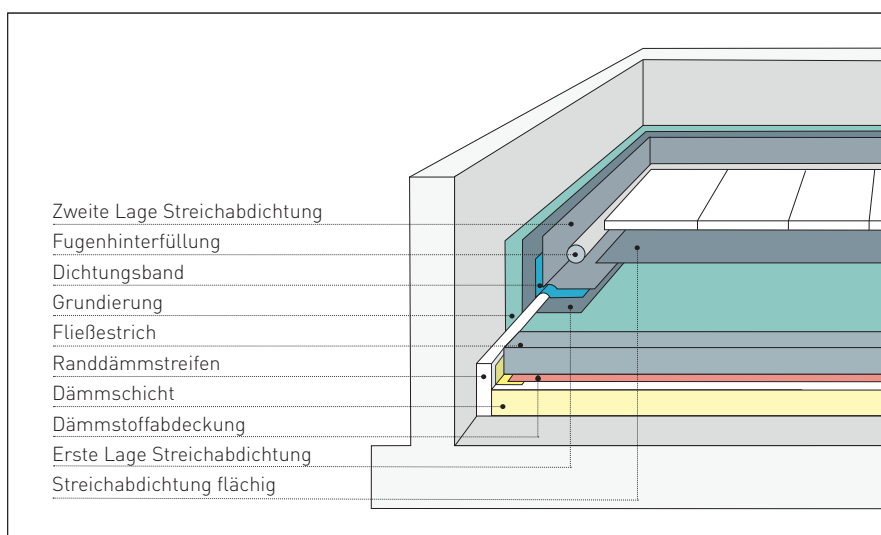 Zweite Lage Streichabdichtung
Fugenhinterfüllung
Dichtungsband
Grundierung
Fließestrich
Randdämmstreifen
Dämmschicht
Dämmstoffabdeckung
Erste Lage Streichabdichtung
Streichabdichtung flächig